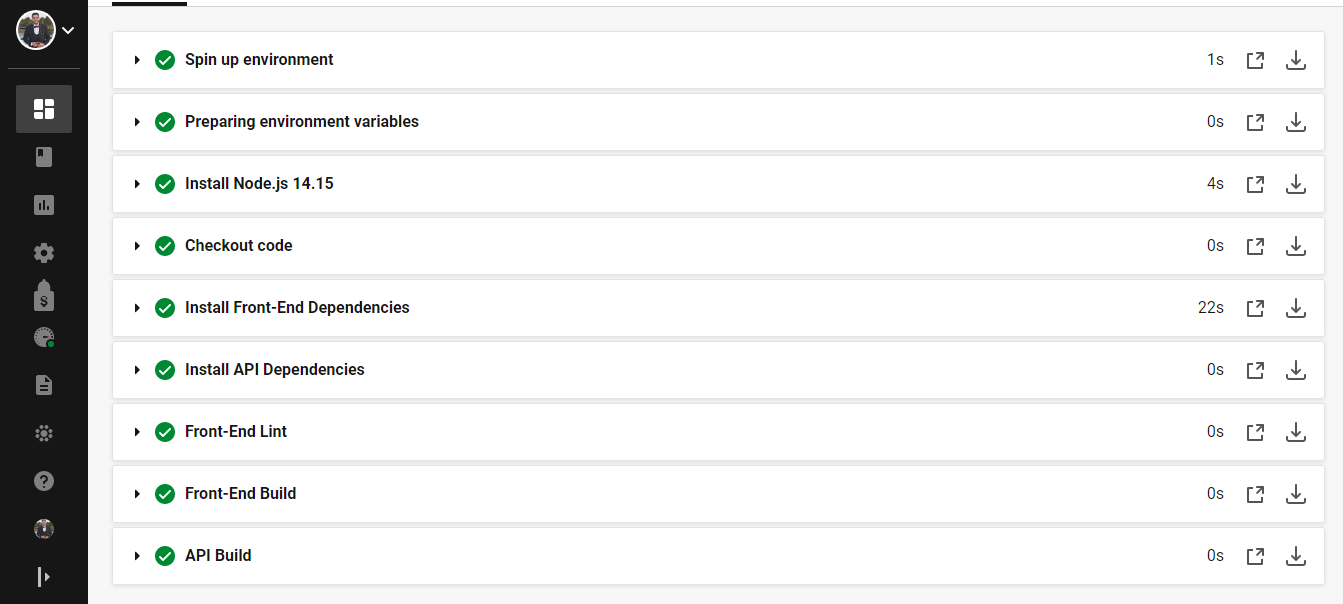 Spin up environment 1s
Preparing environment variables 0s
Install Node.js 14.15 4s
Checkout code 0s
Install Front-End Dependencies 22s
Install API Dependencies 0s
Front-End Lint 0s
Front-End Build 0s
API Build 0s